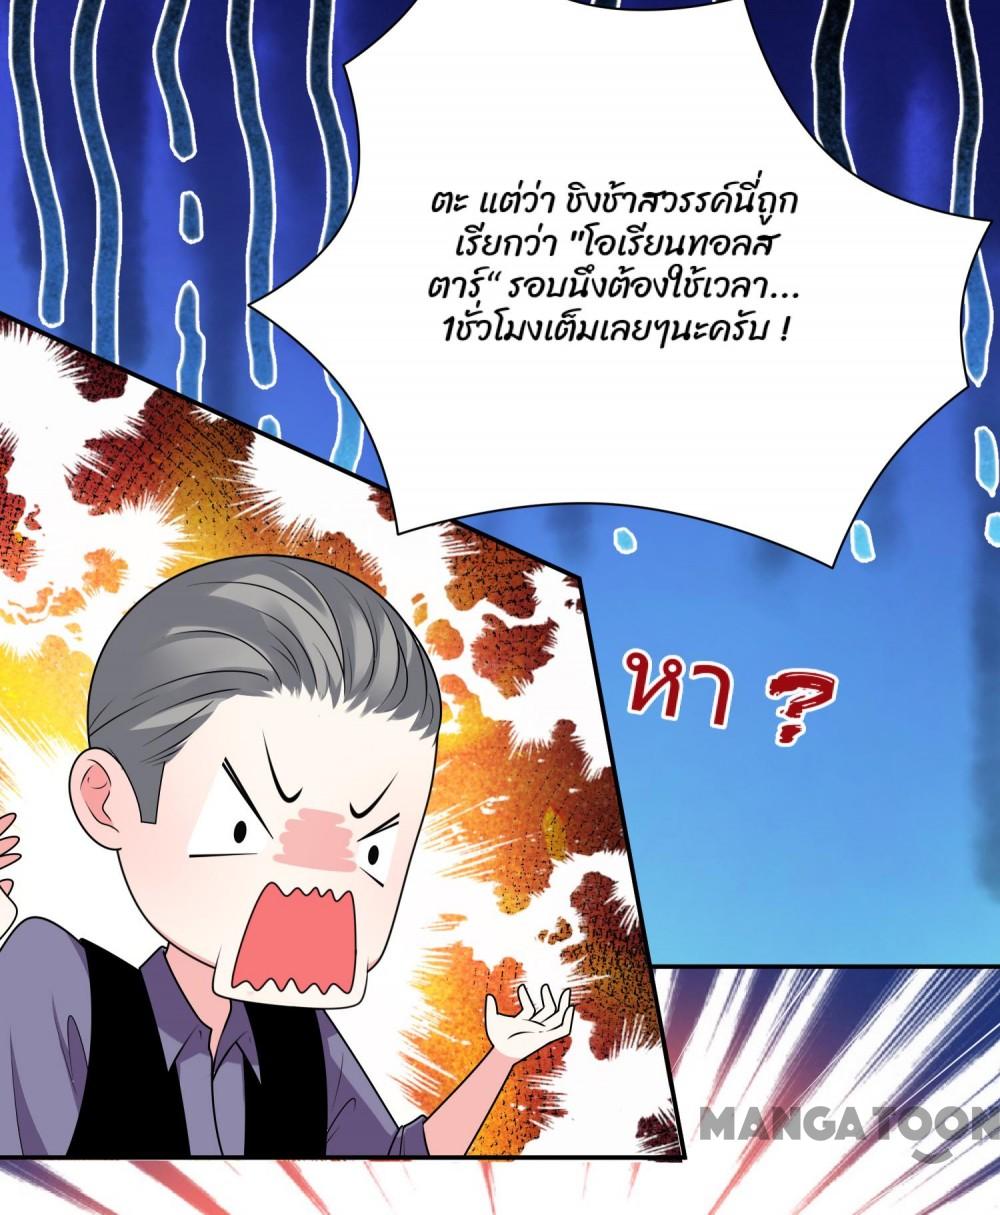 ตะ แต่ว่า ชิงช้าสวรรค์นี่ถูก
เรียกว่า "โอเรียนทอลส
ตาร์“ รอบนึงต้องใช้เวลา...
1ชั่วโมงเต็มเลยๆนะครับ !
หา ?
MANGATOON